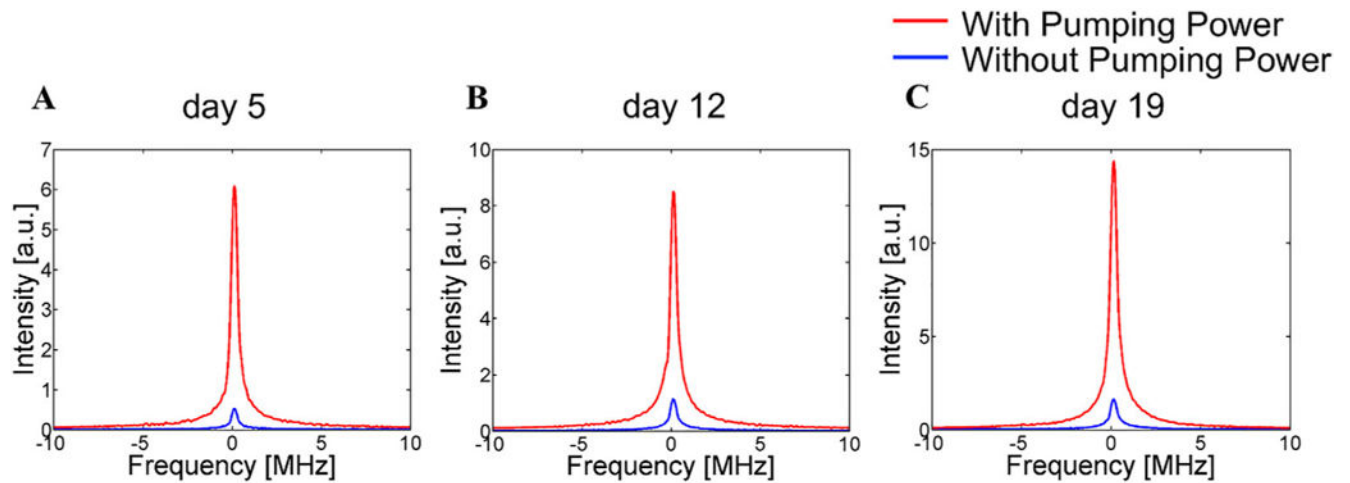 With Pumping Power
Without Pumping Power
A
day 5
7
6
5
4
3
2
1
0
-10
-5
0
5
10
Intensity [a.u.]
Frequency [MHz]
B
day 12
10
8
6
4
2
0
-10
-5
0
5
10
Intensity [a.u.]
Frequency [MHz]
C
day 19
15
10
5
0
-10
-5
0
5
10
Intensity [a.u.]
Frequency [MHz]